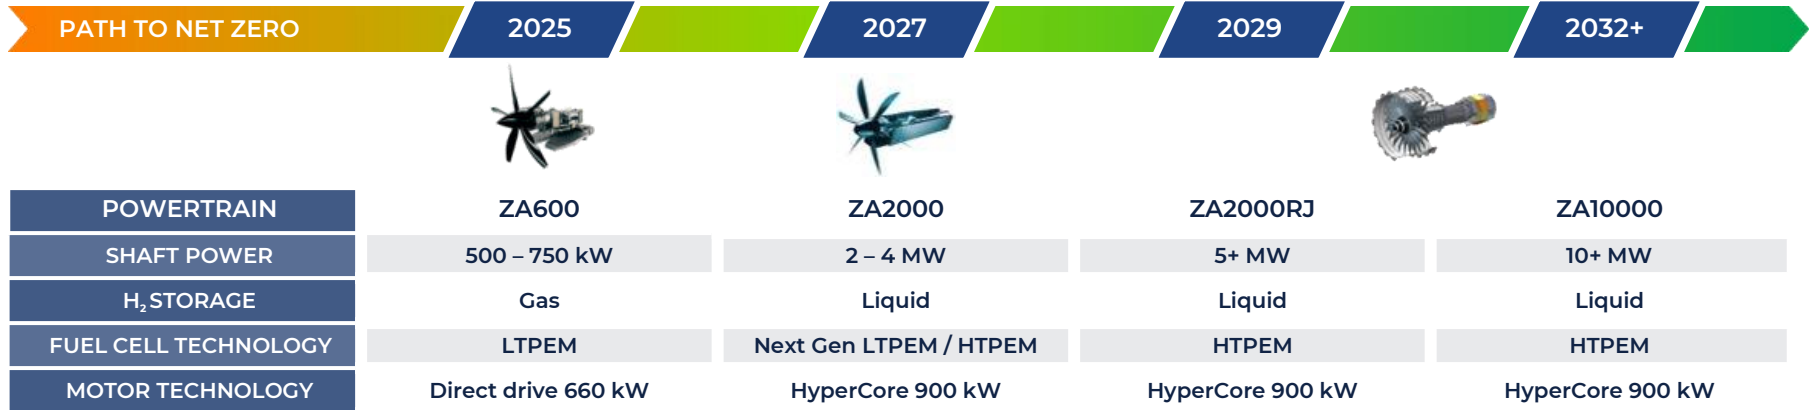 PATH TO NET ZERO 2025 2027 2029 2032+
POWERTRAIN ZA600 ZA2000 ZA2000RJ ZA10000
SHAFT POWER 500 – 750 kW 2 – 4 MW 5+ MW 10+ MW
H₂ STORAGE Gas Liquid Liquid Liquid
FUEL CELL TECHNOLOGY LTPEM Next Gen LTPEM / HTPEM HTPEM HTPEM
MOTOR TECHNOLOGY Direct drive 660 kW HyperCore 900 kW HyperCore 900 kW HyperCore 900 kW